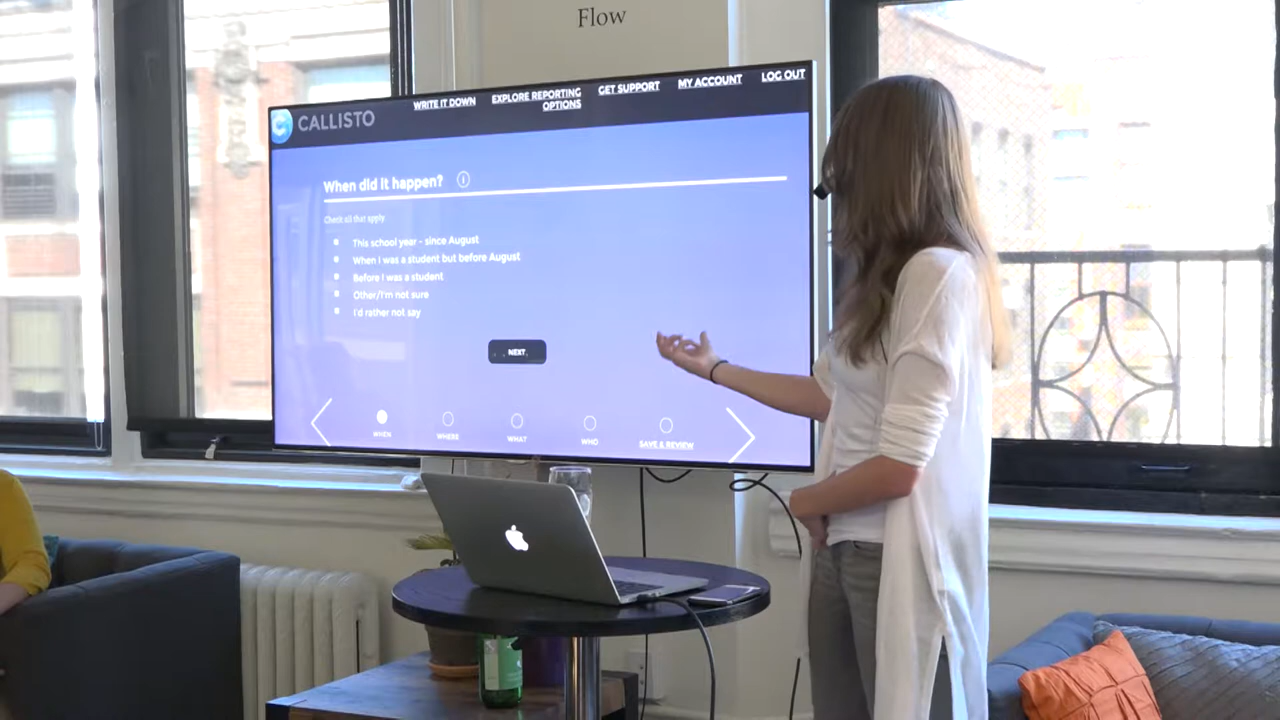 Flow
WRITE IT DOWN
EXPLORE REPORTING
OPTIONS
GET SUPPORT
MY ACCOUNT
LOG OUT
CALLISTO
When did it happen?
Check all that apply
This school year - since August
When I was a student but before August
Before I was a student
Other/I'm not sure
I'd rather not say
NEXT
WHEN
WHERE
WHAT
WHO
SAVE & REVIEW